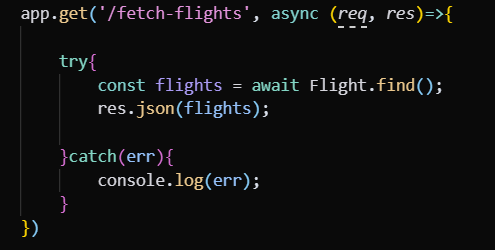 app.get('/fetch-flights', async (req, res)=>{
try{
const flights = await Flight.find();
res.json(flights);
}catch(err){
console.log(err);
}
})